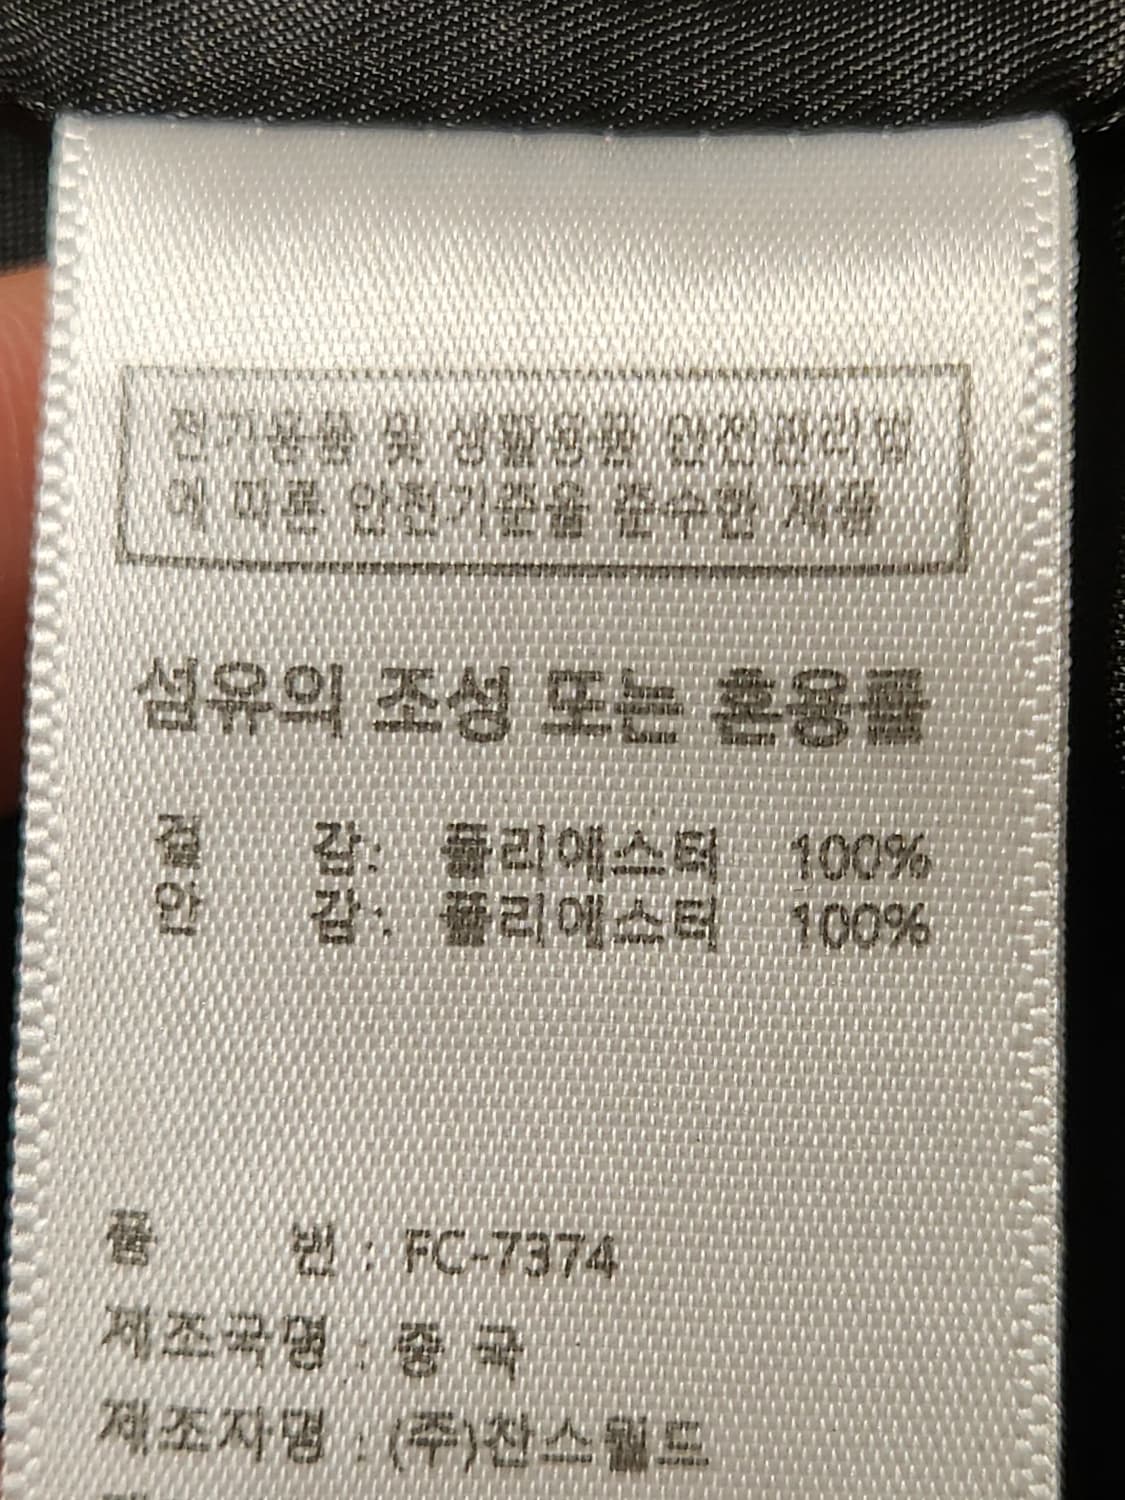 전기용품 및 생활용품 안전관리법
에 따른 안전기준을 준수한 제품
섬유의 조성 또는 혼용률
겉 감: 폴리에스터 100%
안 감: 폴리에스터 100%
품 번 : FC-7374
제조국명 : 중 국
제조자명 : (주)찬스월드